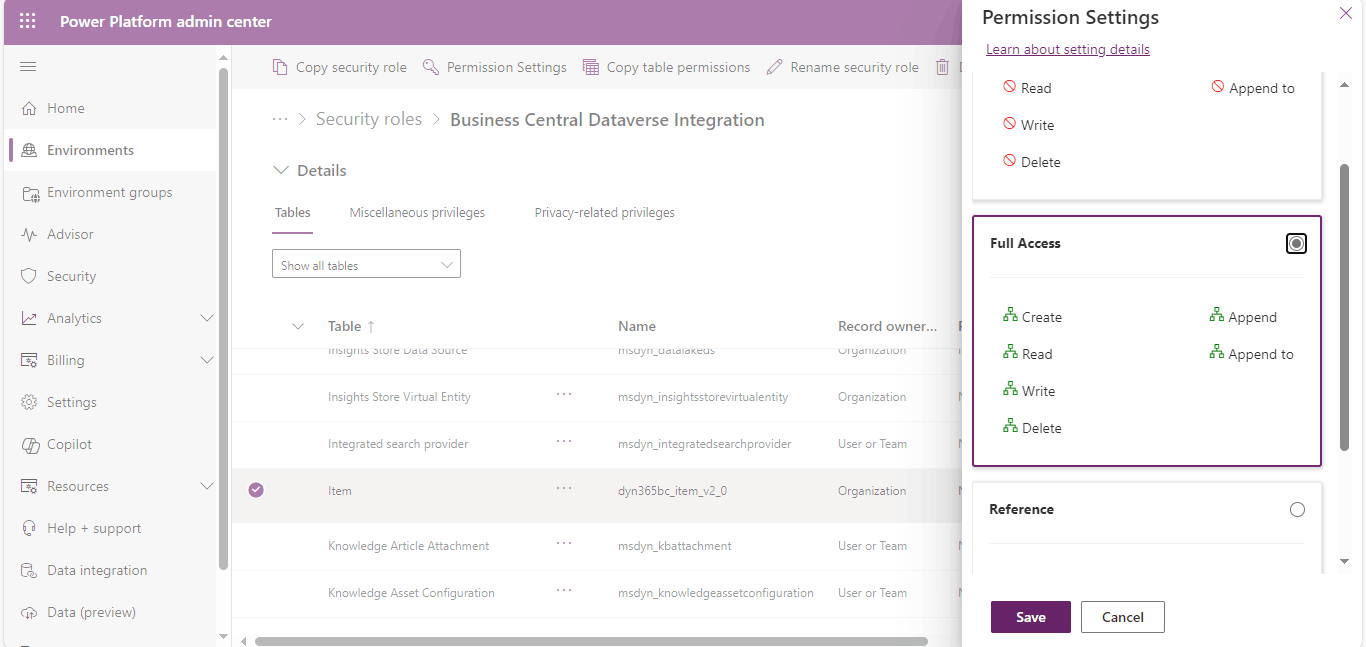 Power Platform admin center
Home
Environments
Environment groups
Advisor
Security
Analytics
Billing
Settings
Copilot
Resources
Help + support
Data integration
Data (preview)
Copy security role Permission Settings Copy table permissions Rename security role
... > Security roles > Business Central Dataverse Integration
Details
Tables Miscellaneous privileges Privacy-related privileges
Show all tables
Table ↑ Name Record owner...
Insights Store Data Source msdyn_datalakeds Organization
Insights Store Virtual Entity ... msdyn_insightsstorevirtualentity Organization
Integrated search provider ... msdyn_integratedsearchprovider User or Team
Item ... dyn365bc_item_v2_0 Organization
Knowledge Article Attachment ... msdyn_kbattachment User or Team
Knowledge Asset Configuration ... msdyn_knowledgeassetconfiguration User or Team
Permission Settings
Learn about setting details
Read Append to
Write
Delete
Full Access
Create Append
Read Append to
Write
Delete
Reference
Save Cancel